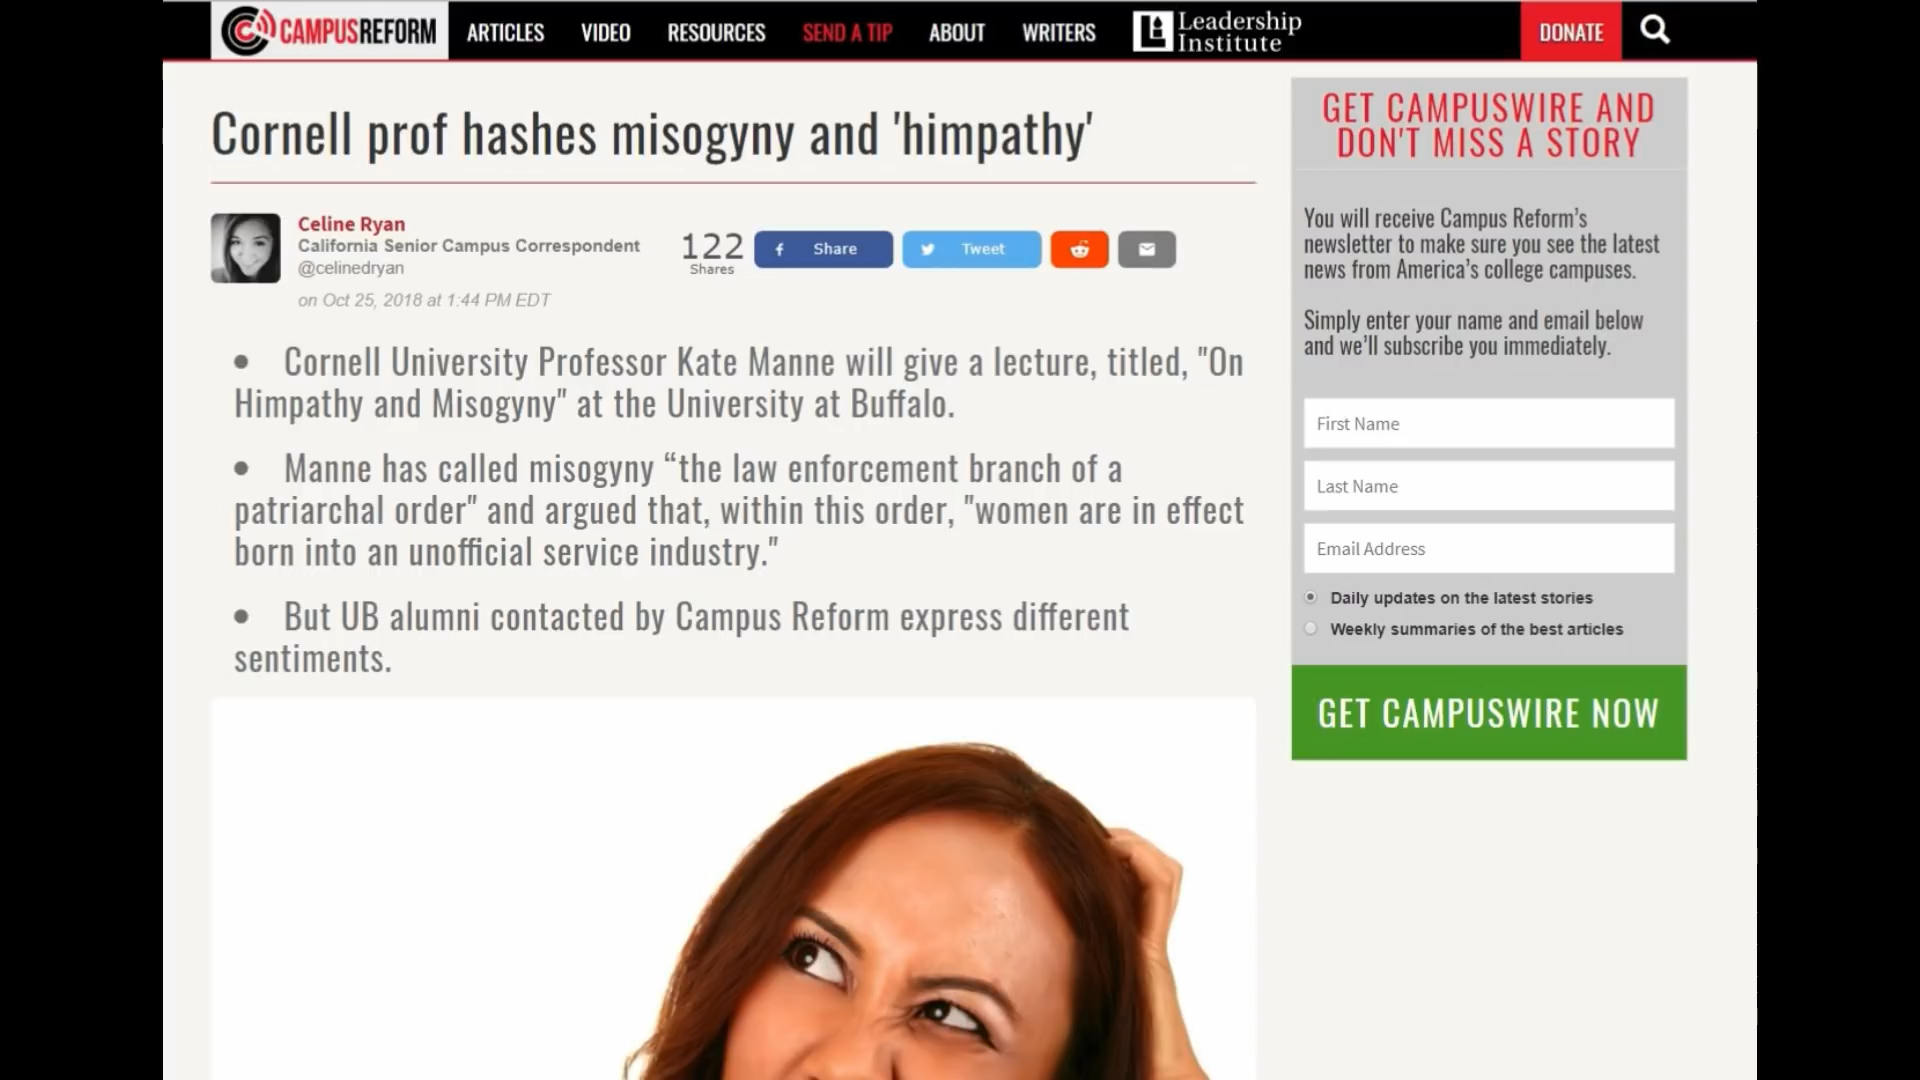 CAMPUSREFORM ARTICLES VIDEO RESOURCES SEND A TIP ABOUT WRITERS Leadership Institute DONATE
Cornell prof hashes misogyny and 'himpathy'
Celine Ryan
California Senior Campus Correspondent
@celinedryan
on Oct 25, 2018 at 1:44 PM EDT
122
Shares
Share
Tweet
• Cornell University Professor Kate Manne will give a lecture, titled, "On
Himpathy and Misogyny" at the University at Buffalo.
• Manne has called misogyny “the law enforcement branch of a
patriarchal order" and argued that, within this order, "women are in effect
born into an unofficial service industry."
• But UB alumni contacted by Campus Reform express different
sentiments.
GET CAMPUSWIRE AND
DON'T MISS A STORY
You will receive Campus Reform’s
newsletter to make sure you see the latest
news from America’s college campuses.
Simply enter your name and email below
and we’ll subscribe you immediately.
First Name
Last Name
Email Address
Daily updates on the latest stories
Weekly summaries of the best articles
GET CAMPUSWIRE NOW